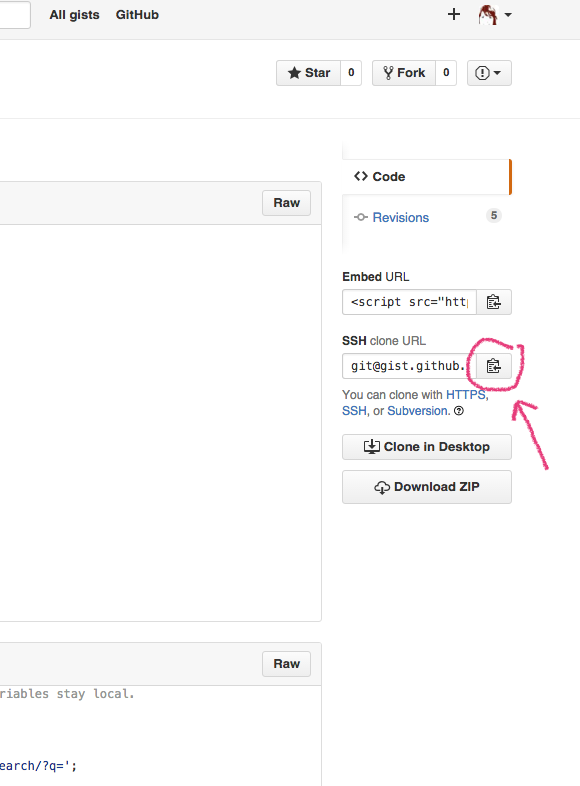 All gists GitHub
Star 0 Fork 0
Code
Raw
Revisions 5
Embed URL
<script src="htt
SSH clone URL
git@gist.github.
You can clone with HTTPS,
SSH, or Subversion.
Clone in Desktop
Download ZIP
Raw
riables stay local.
earch/?q=';